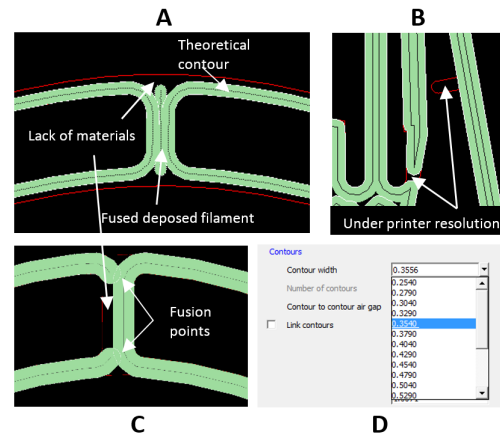 A
B
Theoretical
contour
Lack of materials
Fused deposed filament
Under printer resolution
Fusion
points
Contours
Contour width
0.3556
Number of contours
0.2540
0.2790
Contour to contour air gap
0.3040
0.3290
Link contours
0.3540
0.3790
0.4040
0.4290
0.4540
0.4790
0.5040
0.5290
C
D